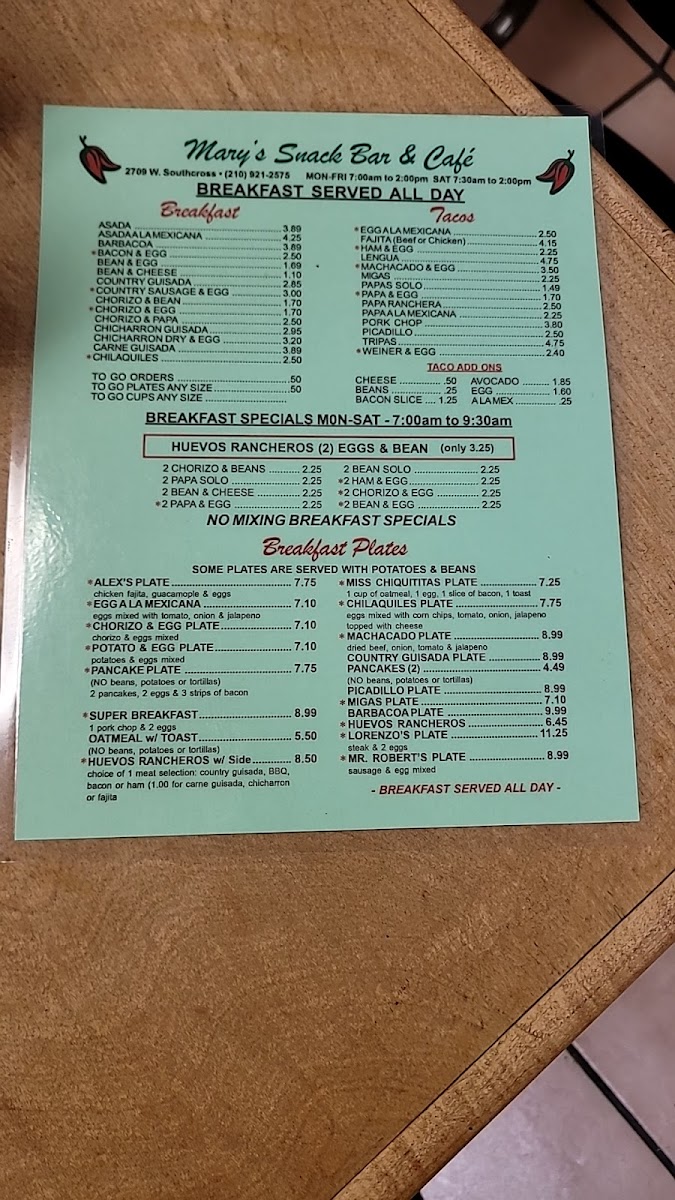 Mary's Snack Bar & Café
2709 W. Southcross • (210) 921-2575 MON-FRI 7:00am to 2:00pm SAT 7:30am to 2:00pm
BREAKFAST SERVED ALL DAY
Breakfast
ASADA 3.89
ASADA A LA MEXICANA 4.25
BARBACOA 3.89
*BACON & EGG 2.50
BEAN & EGG 1.69
BEAN & CHEESE 1.10
COUNTRY GUISADA 2.85
*COUNTRY SAUSAGE & EGG 3.00
CHORIZO & BEAN 1.70
*CHORIZO & EGG 1.70
CHORIZO & PAPA 2.50
CHICHARRON GUISADA 2.95
CHICHARRON DRY & EGG 3.20
CARNE GUISADA 3.89
*CHILAQUILES 2.50
TO GO ORDERS .50
TO GO PLATES ANY SIZE .50
TO GO CUPS ANY SIZE
Tacos
*EGG A LA MEXICANA 2.50
FAJITA (Beef or Chicken) 4.15
*HAM & EGG 2.25
LENGUA 4.75
*MACHACADO & EGG 3.50
MIGAS 2.25
PAPAS SOLO 1.49
*PAPA & EGG 1.70
PAPA RANCHERA 2.50
PAPA A LA MEXICANA 2.25
PORK CHOP 3.80
PICADILLO 2.50
TRIPAS 4.75
*WEINER & EGG 2.40
TACO ADD ONS
CHEESE .50 AVOCADO 1.85
BEANS .25 EGG 1.60
BACON SLICE 1.25 A LA MEX .25
BREAKFAST SPECIALS M0N-SAT - 7:00am to 9:30am
HUEVOS RANCHEROS (2) EGGS & BEAN (only 3.25)
2 CHORIZO & BEANS 2.25
2 PAPA SOLO 2.25
2 BEAN & CHEESE 2.25
*2 PAPA & EGG 2.25
2 BEAN SOLO 2.25
*2 HAM & EGG 2.25
*2 CHORIZO & EGG 2.25
*2 BEAN & EGG 2.25
NO MIXING BREAKFAST SPECIALS
Breakfast Plates
SOME PLATES ARE SERVED WITH POTATOES & BEANS
*ALEX'S PLATE 7.75
chicken fajita, guacamople & eggs
*EGG A LA MEXICANA 7.10
eggs mixed with tomato, onion & jalapeno
*CHORIZO & EGG PLATE 7.10
chorizo & eggs mixed
*POTATO & EGG PLATE 7.10
potatoes & eggs mixed
*PANCAKE PLATE 7.75
(NO beans, potatoes or tortillas)
2 pancakes, 2 eggs & 3 strips of bacon
*SUPER BREAKFAST 8.99
1 pork chop & 2 eggs
OATMEAL w/ TOAST 5.50
(NO beans, potatoes or tortillas)
*HUEVOS RANCHEROS w/ Side 8.50
choice of 1 meat selection: country guisada, BBQ,
bacon or ham (1.00 for carne guisada, chicharron
or fajita
*MISS CHIQUITITAS PLATE 7.25
1 cup of oatmeal, 1 egg, 1 slice of bacon, 1 toast
*CHILAQUILES PLATE 7.75
eggs mixed with corn chips, tomato, onion, jalapeno
topped with cheese
*MACHACADO PLATE 8.99
dried beef, onion, tomato & jalapeno
COUNTRY GUISADA PLATE 8.99
PANCAKES (2) 4.49
(NO beans, potatoes or tortillas)
PICADILLO PLATE 8.99
*MIGAS PLATE 7.10
BARBACOA PLATE 9.99
*HUEVOS RANCHEROS 6.45
*LORENZO'S PLATE 11.25
steak & 2 eggs
*MR. ROBERT'S PLATE 8.99
sausage & egg mixed
- BREAKFAST SERVED ALL DAY -